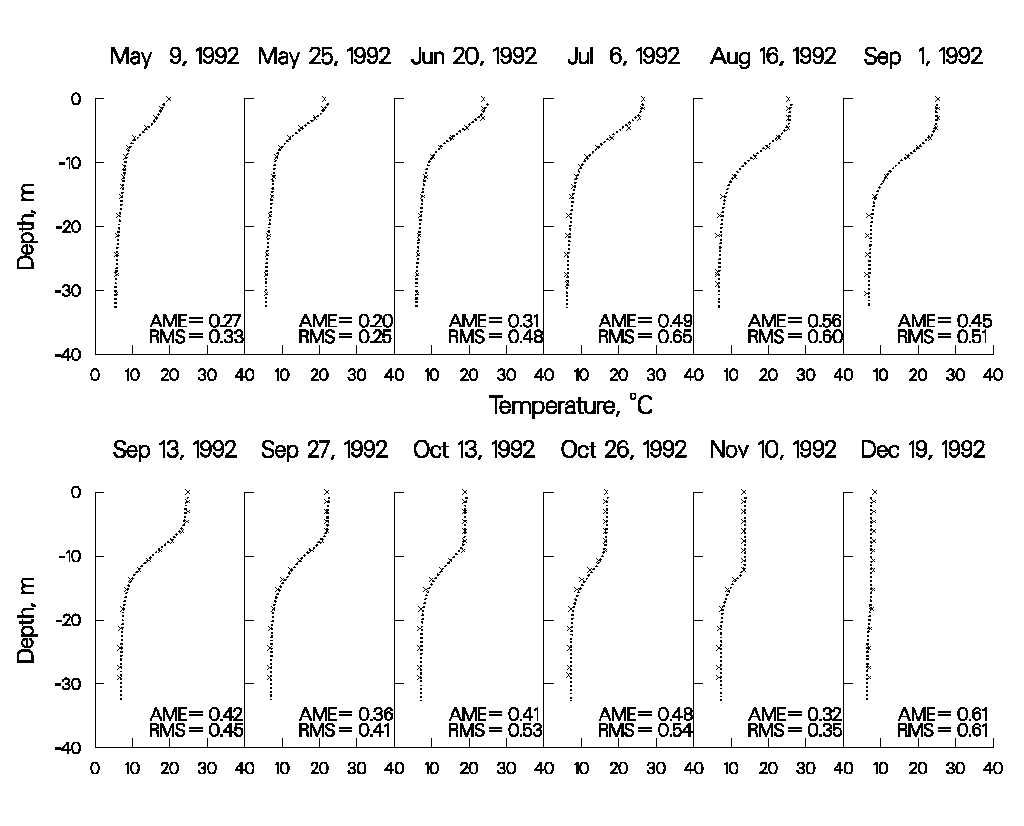 May 9, 1992 May 25, 1992 Jun 20, 1992 Jul 6, 1992 Aug 16, 1992 Sep 1, 1992
0
-10
-20
-30
-40
Depth, m
AME= 0.27 AME= 0.20 AME= 0.31 AME= 0.49 AME= 0.56 AME= 0.45
RMS = 0.33 RMS = 0.25 RMS = 0.48 RMS = 0.65 RMS = 0.60 RMS = 0.51
0 10 20 30 40 10 20 30 40 10 20 30 40 10 20 30 40 10 20 30 40 10 20 30 40
Temperature, °C
Sep 13, 1992 Sep 27, 1992 Oct 13, 1992 Oct 26, 1992 Nov 10, 1992 Dec 19, 1992
0
-10
-20
-30
-40
Depth, m
AME= 0.42 AME= 0.36 AME= 0.41 AME= 0.48 AME= 0.32 AME= 0.61
RMS = 0.45 RMS = 0.41 RMS = 0.53 RMS = 0.54 RMS = 0.35 RMS = 0.61
0 10 20 30 40 10 20 30 40 10 20 30 40 10 20 30 40 10 20 30 40 10 20 30 40